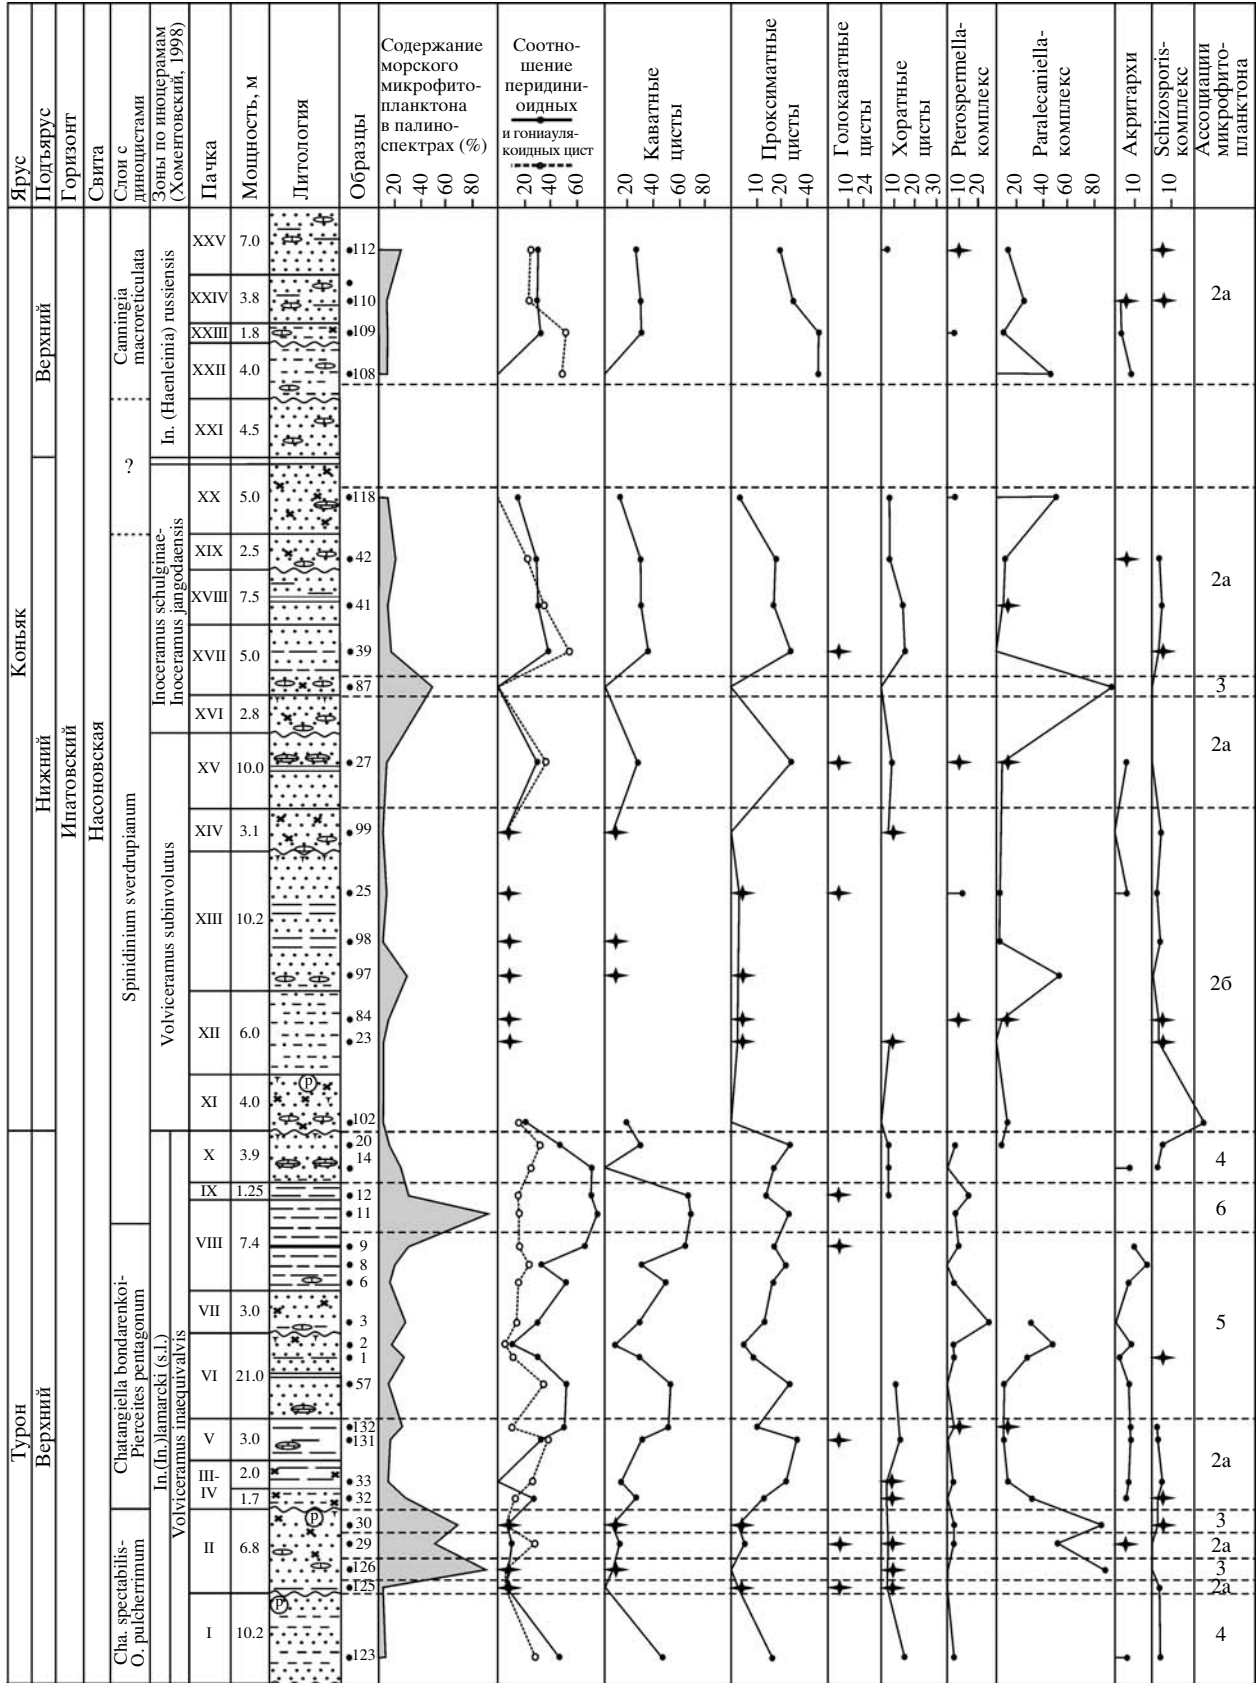 Ярус
Подъярус
Горизонт
Свита
Слои с
диноцистами
Зоны по иноцерамам
(Хоментовский, 1998)
Пачка
Мощность, м
Литология
Образцы
Содержание
морского
микрофито-
планктона
в палино-
спектрах (%)
20 40 60 80
Соотно-
шение
перидини-
оидных
и гониауля-
коидных цист
20 40 60
Каватные
цисты
20 40 60 80
Проксиматные
цисты
10 20 40
Голокаватные
цисты
10 24
Хоратные
цисты
10 20 30
Pterospermella-
комплекс
10 20
Paralecaniella-
комплекс
20 40 60 80
Акритархи
10
Schizosporis-
комплекс
10
Ассоциации
микрофито-
планктона
Коньяк
Турон
Верхний
Нижний
Верхний
Ипатовский
Насоновская
Canningia
macroreticulata
?
Spinidinium sverdrupianum
Chatangiella bondarenkoi-
Pierceites pentagonum
Cha. spectabilis-
O. pulcherrimum
In. (Haenleinia) russiensis
Inoceramus schulginae-
Inoceramus jangodaensis
Volviceramus subinvolutus
In.(In.)lamarcki (s.l.)
Volviceramus inaequivalvis
XXV 7.0 112
XXIV 3.8 110 2а
XXIII 1.8 109
XXII 4.0 108
XXI 4.5
XX 5.0 118
XIX 2.5 42 2а
XVIII 7.5 41
XVII 5.0 39
87 3
XVI 2.8 2а
XV 10.0 27
XIV 3.1 99
XIII 10.2 25
98
97 2б
XII 6.0 84
23
P
XI 4.0 102
X 3.9 20
14 4
IX 1.25 12
11 6
VIII 7.4 9
8
6
VII 3.0 3 5
2
1
VI 21.0 57
132
V 3.0 131 2а
III-
IV
2.0 33
1.7 32
P 30 3
II 6.8 29 2а
126 3
125 2а
P
I 10.2 4
123